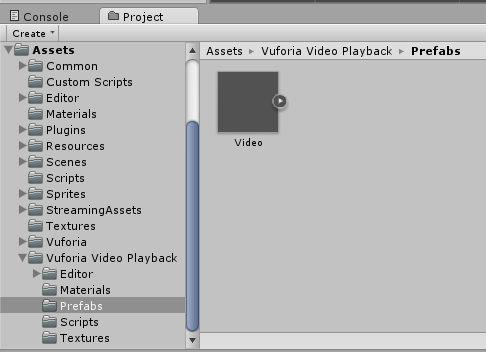 Console Project
Create
Assets
Common
Custom Scripts
Editor
Materials
Plugins
Resources
Scenes
Scripts
Sprites
StreamingAssets
Textures
Vuforia
Vuforia Video Playback
Editor
Materials
Prefabs
Scripts
Textures
Assets Vuforia Video Playback Prefabs
Video